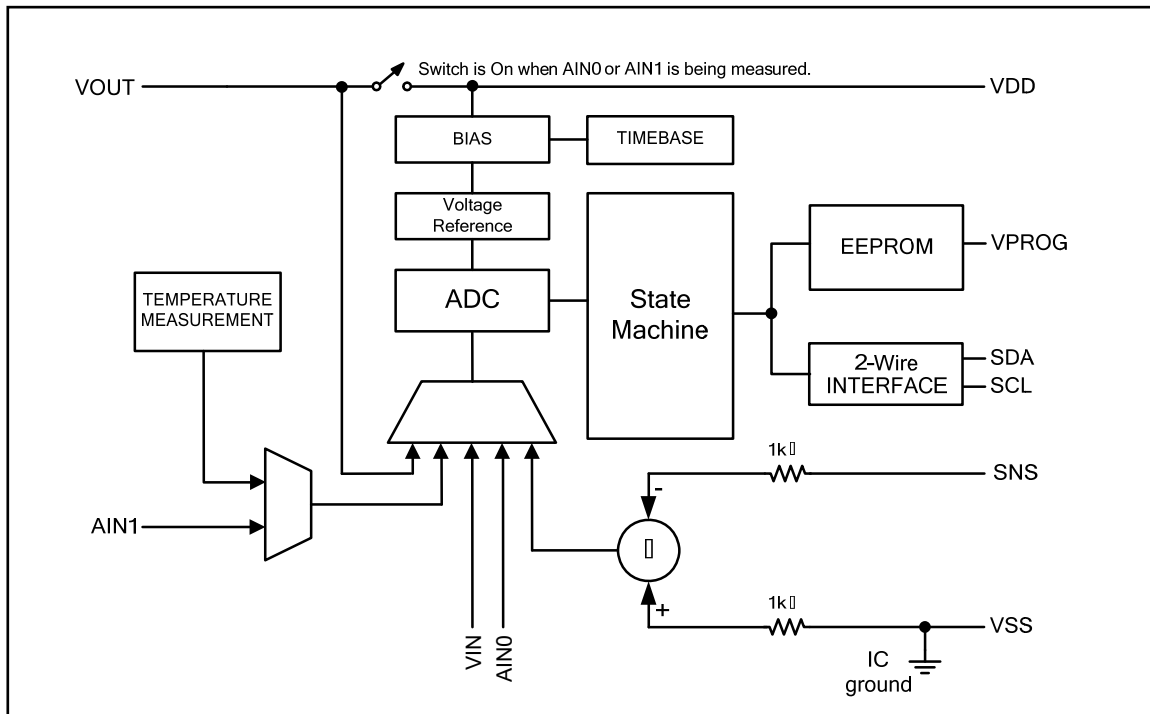 Switch is On when AIN0 or AIN1 is being measured.
VOUT
VDD
BIAS
TIMEBASE
Voltage
Reference
EEPROM
VPROG
TEMPERATURE
MEASUREMENT
ADC
State
Machine
2-Wire
INTERFACE
SDA
SCL
1k▯
SNS
-
AIN1
▯
+
1k▯
VSS
VIN
AIN0
IC
ground